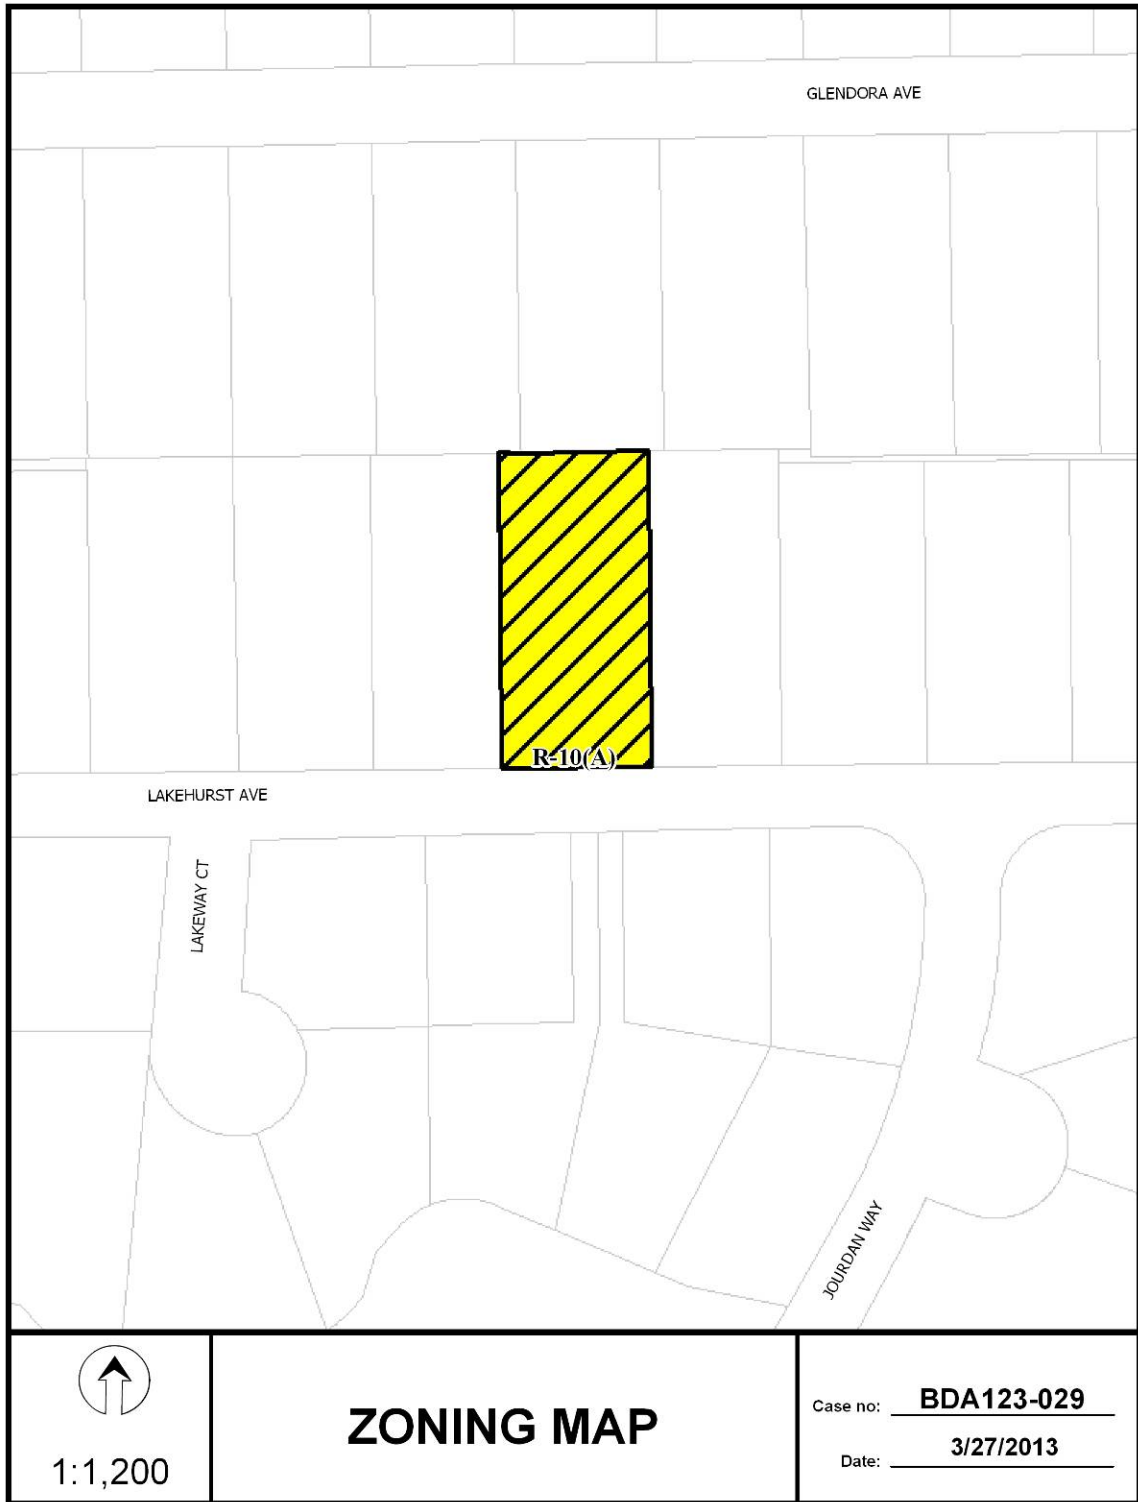 GLENDORA AVE
R-10(A)
LAKEHURST AVE
LAKEWAY CT
JOURDAN WAY
1:1,200
ZONING MAP
Case no: BDA123-029
Date: 3/27/2013